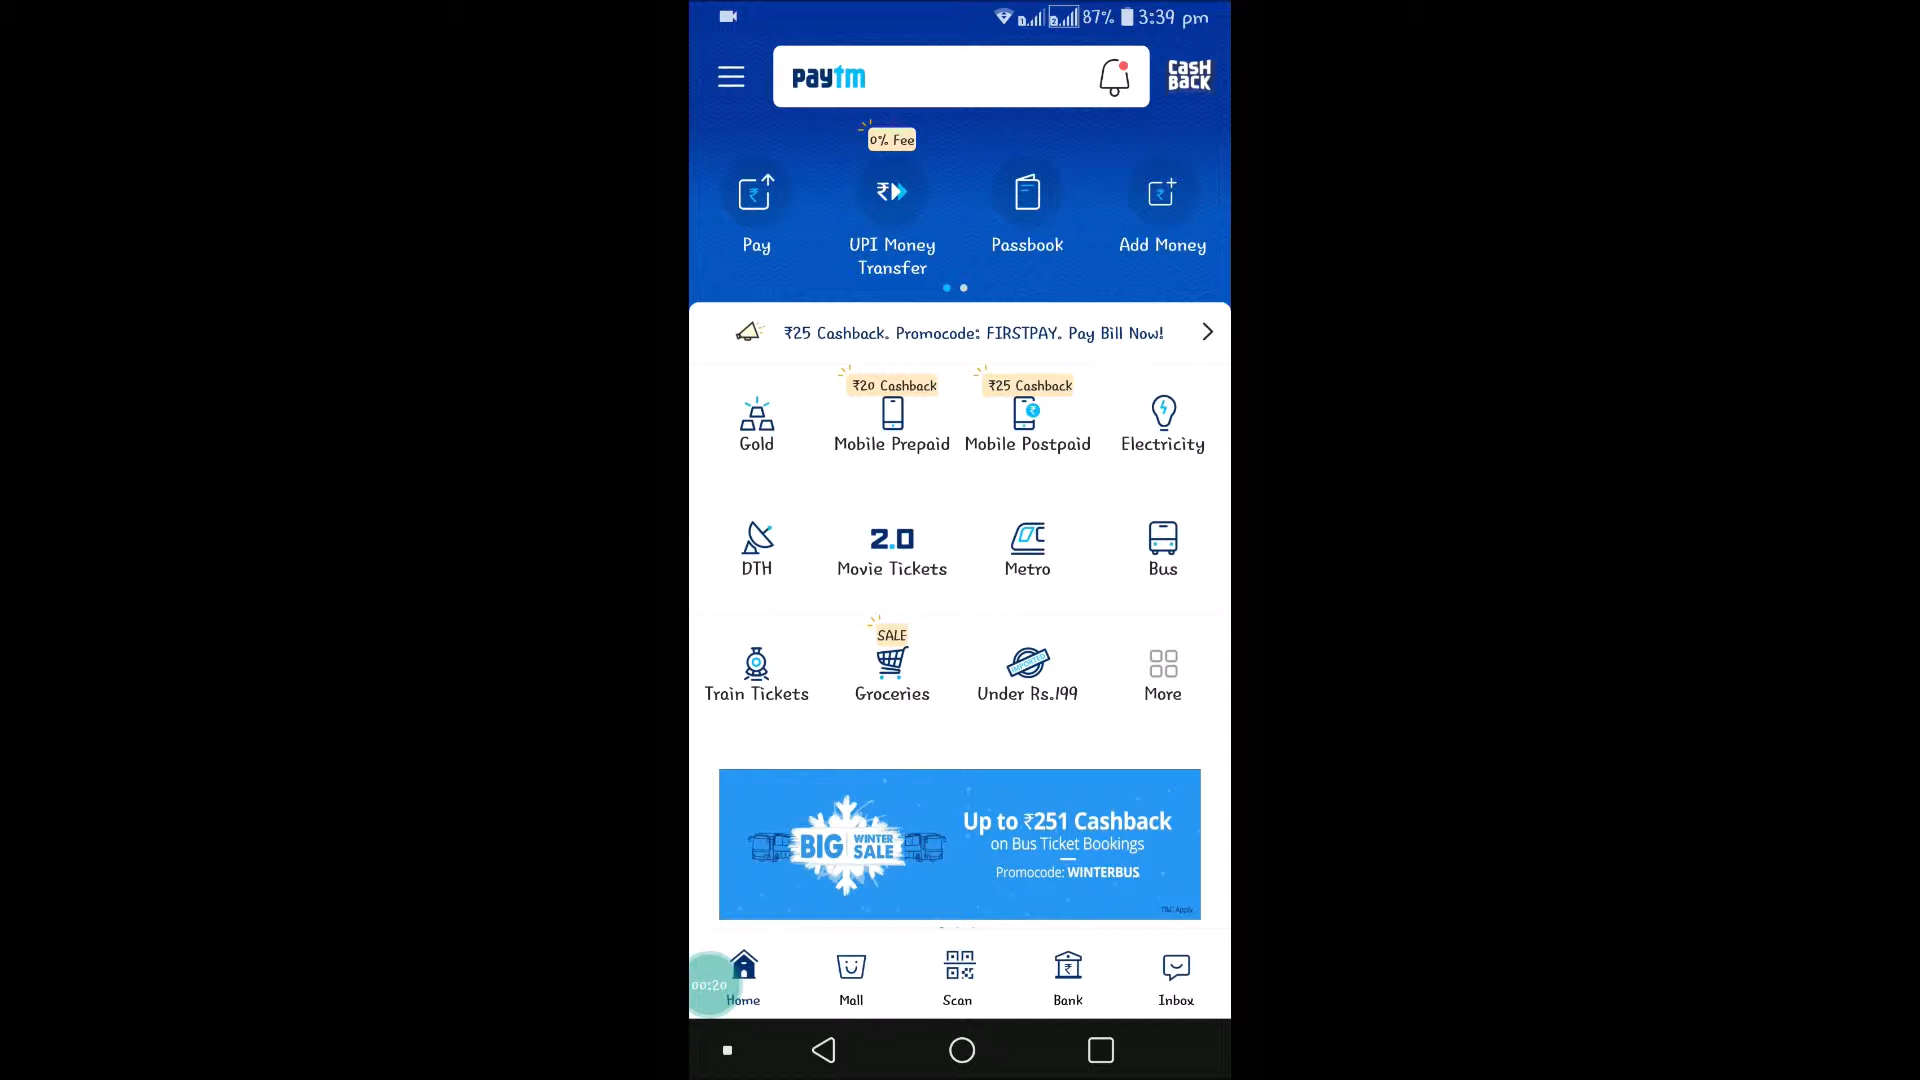 87% 3:39 pm
paytm
CASH
BACK
0% Fee
Pay
UPI Money
Transfer
Passbook
Add Money
₹25 Cashback. Promocode: FIRSTPAY. Pay Bill Now!
₹20 Cashback
₹25 Cashback
Gold
Mobile Prepaid
Mobile Postpaid
Electricity
2.0
DTH
Movie Tickets
Metro
Bus
SALE
IMPORTED
Train Tickets
Groceries
Under Rs.199
More
BIG WINTER
SALE
Up to ₹251 Cashback
on Bus Ticket Bookings
Promocode: WINTERBUS
T&C Apply
00:20
Home
Mall
Scan
Bank
Inbox